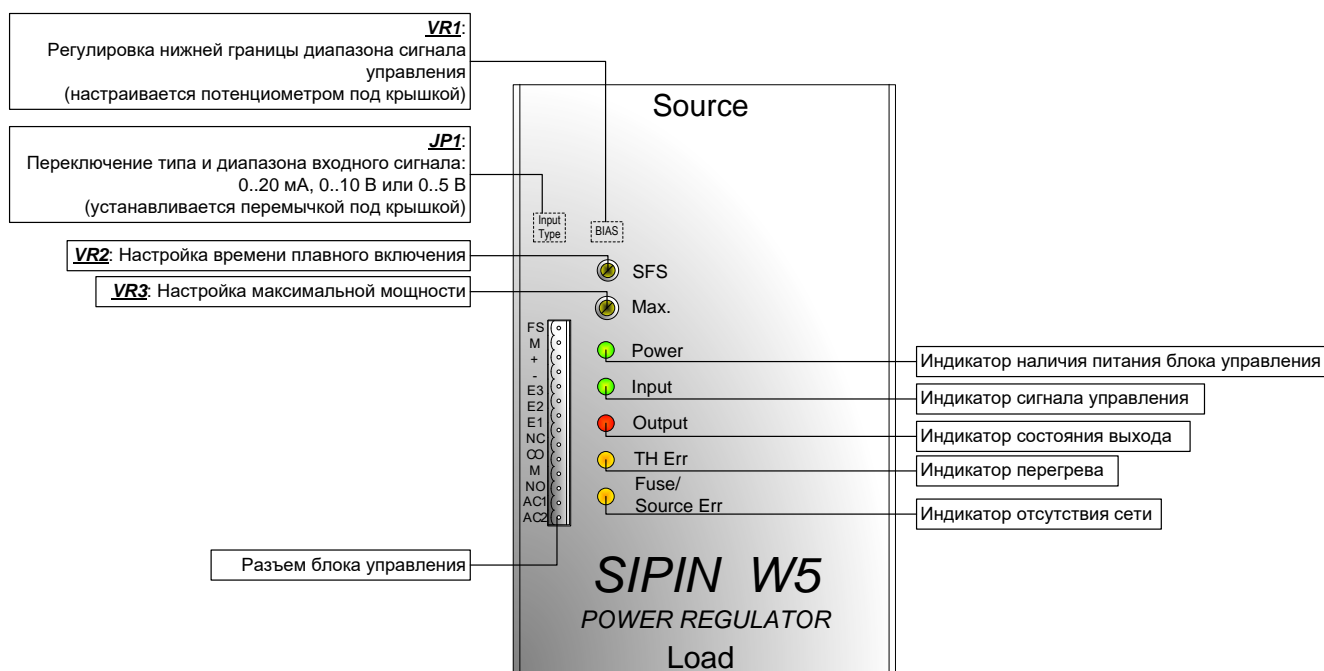 VR1:
Регулировка нижней границы диапазона сигнала
управления
(настраивается потенциометром под крышкой)
JP1:
Переключение типа и диапазона входного сигнала:
0..20 мА, 0..10 В или 0..5 В
(устанавливается перемычкой под крышкой)
VR2: Настройка времени плавного включения
VR3: Настройка максимальной мощности
Source
Input
Type
BIAS
SFS
Max.
FS
M
+
-
E3
E2
E1
NC
CO
M
NO
AC1
AC2
Power
Input
Output
TH Err
Fuse/
Source Err
Индикатор наличия питания блока управления
Индикатор сигнала управления
Индикатор состояния выхода
Индикатор перегрева
Индикатор отсутствия сети
Разъем блока управления
SIPIN W5
POWER REGULATOR
Load